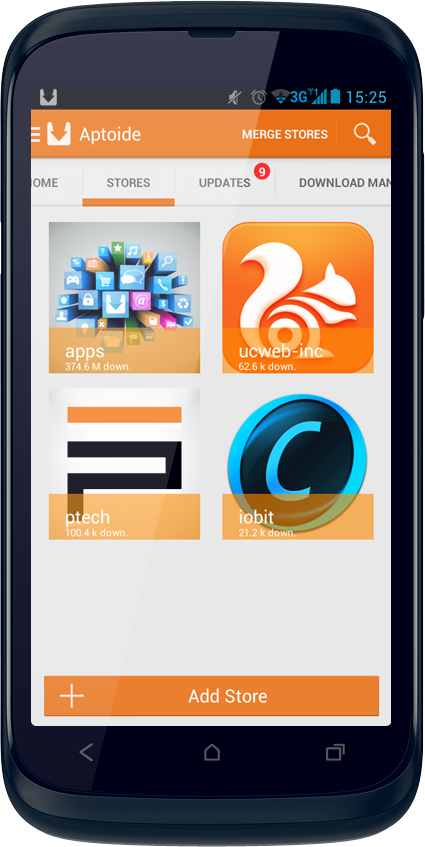 3G T1 15:25
Aptoide MERGE STORES
OME STORES UPDATES 9 DOWNLOAD MAN
apps
374.6 M down.
ucweb-inc
62.6 k down.
ptech
100.4 k down.
iobit
21.2 k down.
Add Store